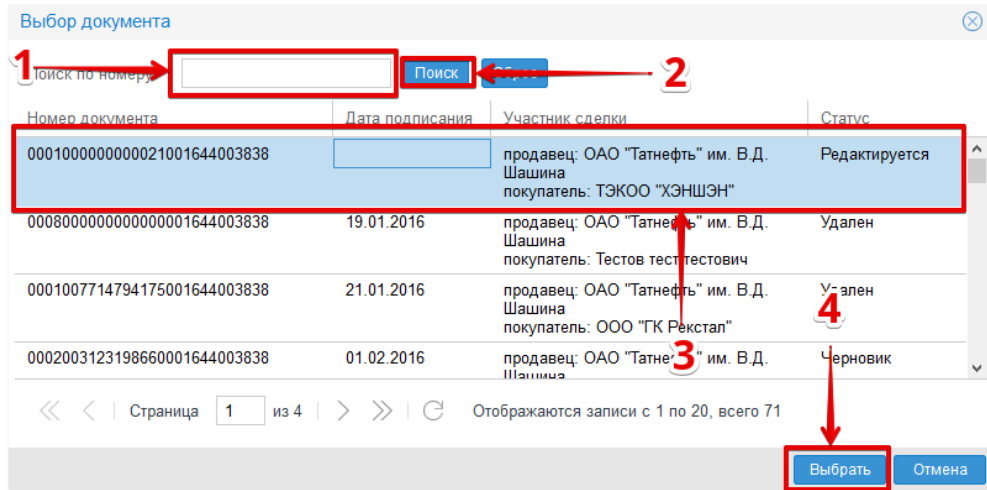 Выбор документа
1
Поиск по номеру
Поиск
2
Номер документа Дата подписания Участник сделки Статус
0001000000000021001644003838 продавец: ОАО "Татнефть" им. В.Д. Редактируется
Шашина
покупатель: ТЭКОО "ХЭНШЭН"
0008000000000000001644003838 19.01.2016 продавец: ОАО "Татнефть" им. В.Д. Удален
Шашина
покупатель: Тестов тест тестович
0001007714794175001644003838 21.01.2016 продавец: ОАО "Татнефть" им. В.Д. Удален
Шашина
покупатель: ООО "ГК Рекстал"
4
0002003123198660001644003838 01.02.2016 продавец: ОАО "Татнефть" им. В.Д. Черновик
Шашина
3
Страница 1 из 4 Отображаются записи с 1 по 20, всего 71
Выбрать Отмена